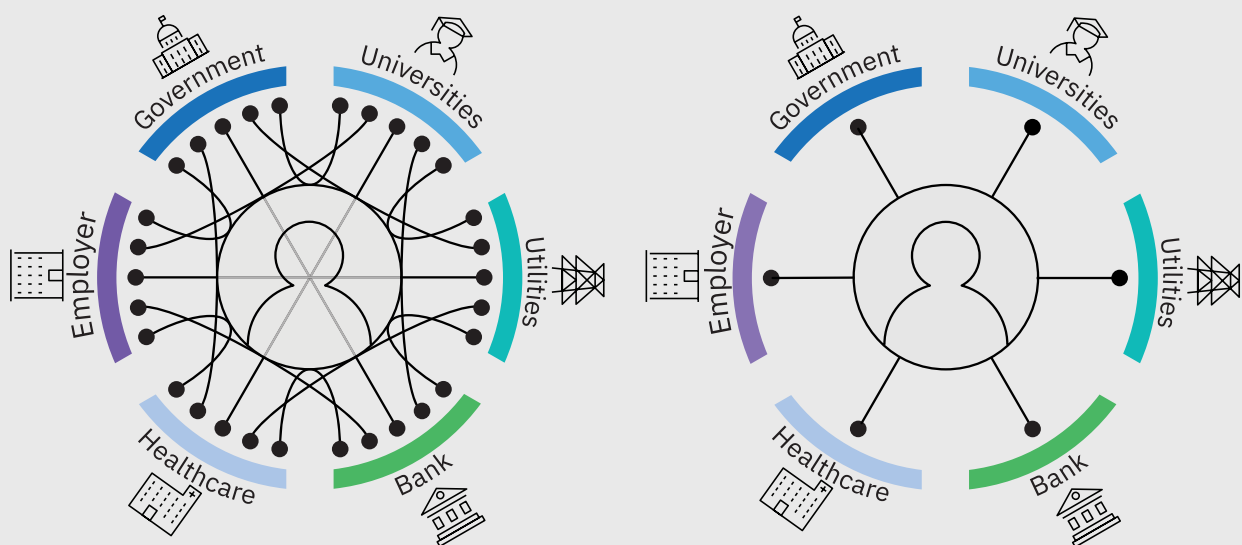 Government
Universities
Employer
Utilities
Healthcare
Bank
Government
Universities
Employer
Utilities
Healthcare
Bank